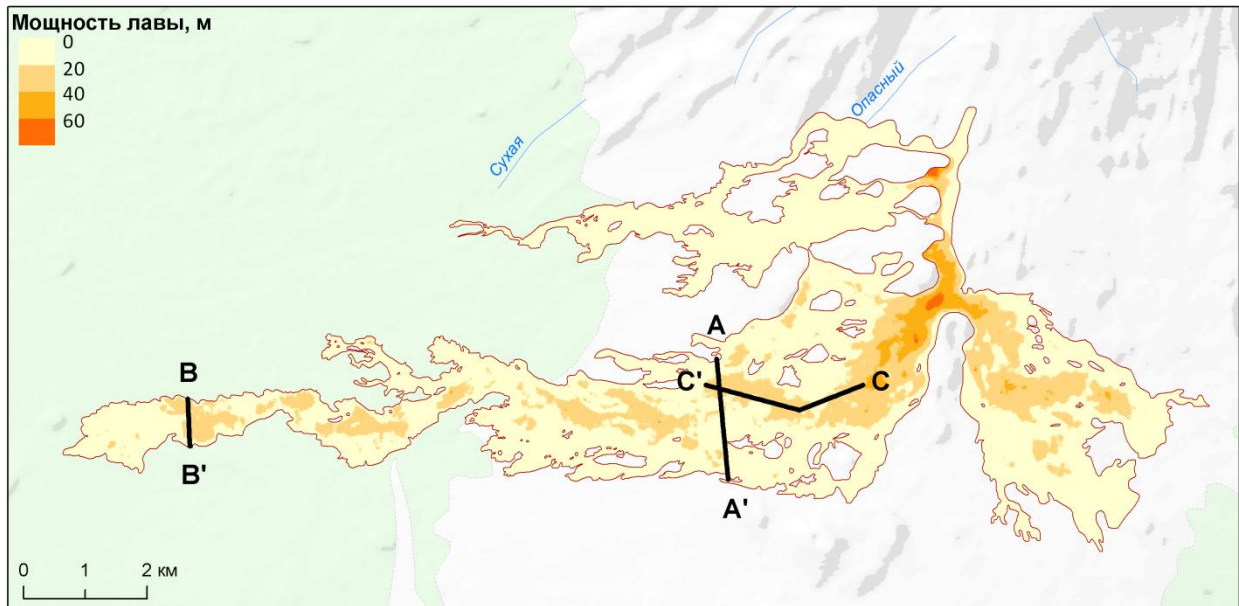 Мощность лавы, м
0
20
40
60
Сухая
Опасный
A
C'
C
B
B'
A'
0 1 2 км